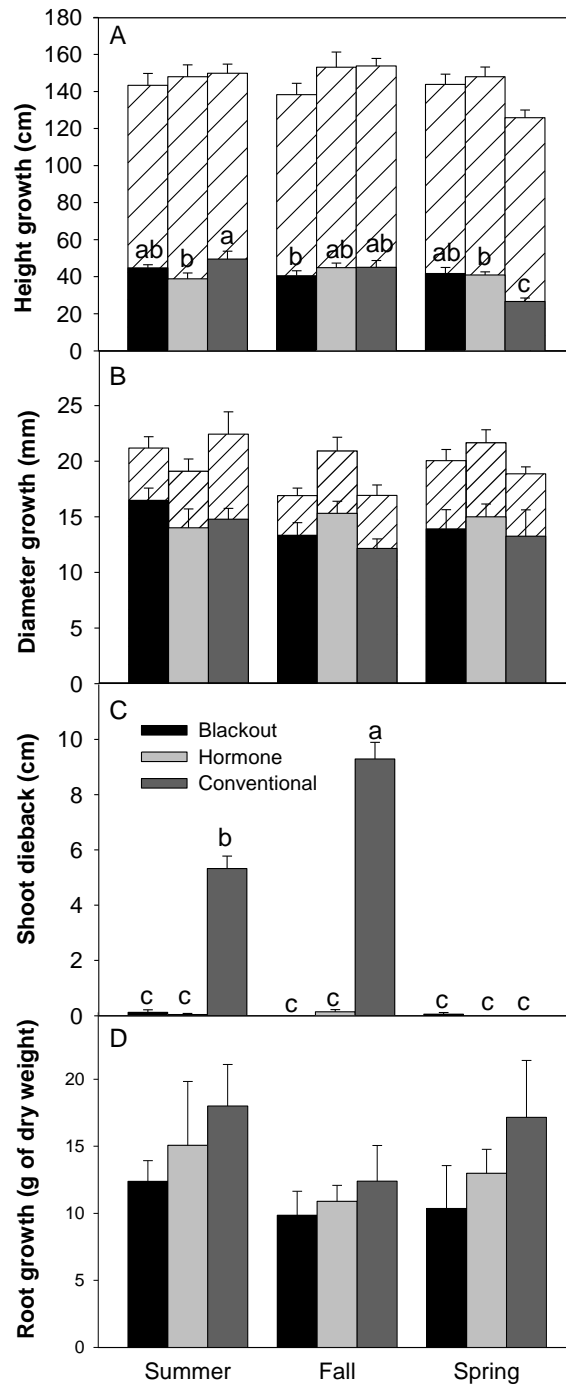 180
A
160
140
120
100
80
60
40
20
0
Height growth (cm)
ab
b
a
b
ab
ab
ab
b
c
B
25
20
15
10
5
0
Diameter growth (mm)
C
10
8
6
4
2
0
Shoot dieback (cm)
Blackout
Hormone
Conventional
c
c
b
c
c
a
c
c
c
D
20
15
10
5
0
Root growth (g of dry weight)
Summer Fall Spring